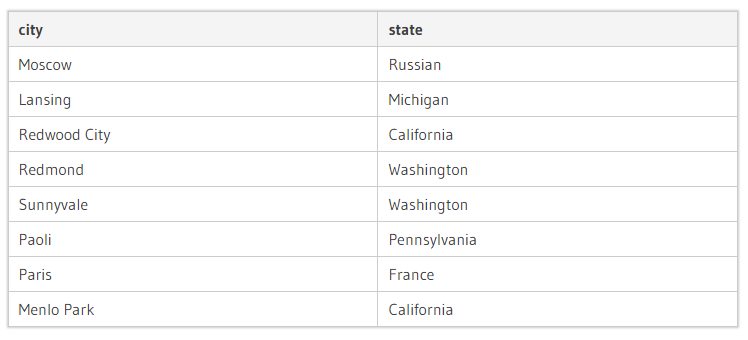 city state
Moscow Russian
Lansing Michigan
Redwood City California
Redmond Washington
Sunnyvale Washington
Paoli Pennsylvania
Paris France
Menlo Park California